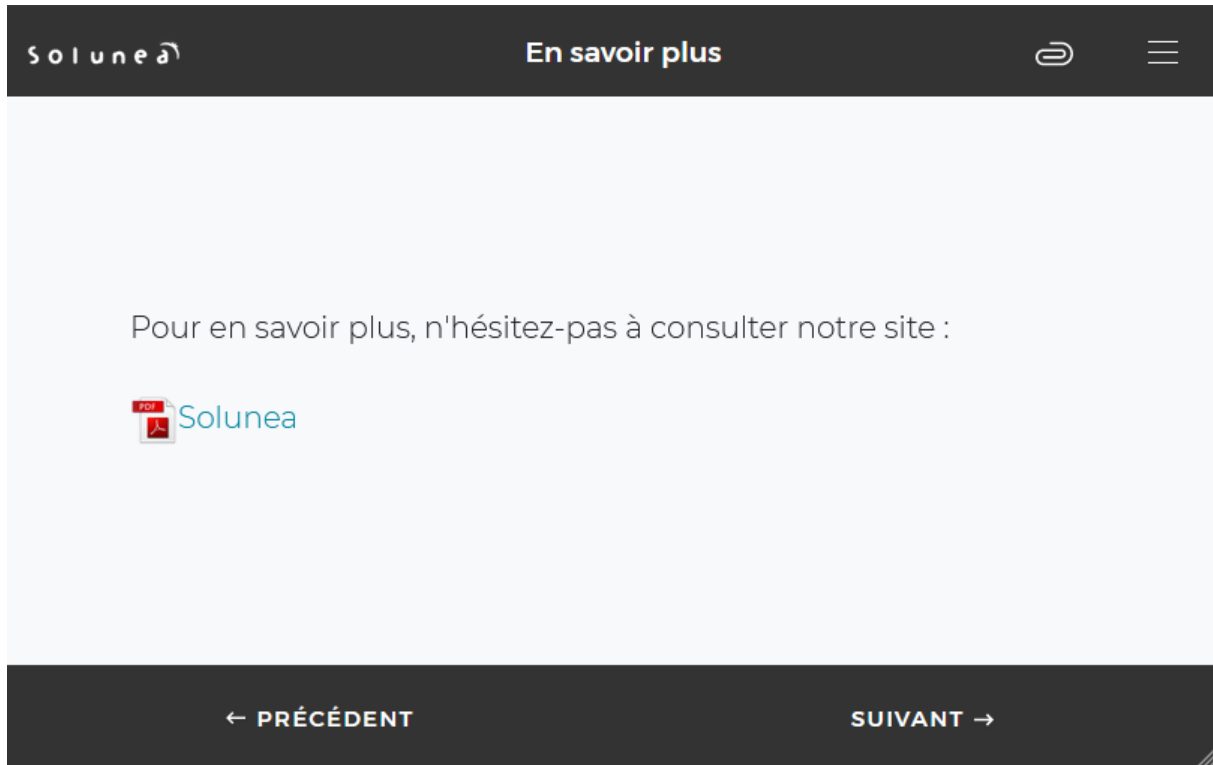 Solunea
En savoir plus
Pour en savoir plus, n'hésitez-pas à consulter notre site :
PDF
Solunea
← PRÉCÉDENT
SUIVANT →